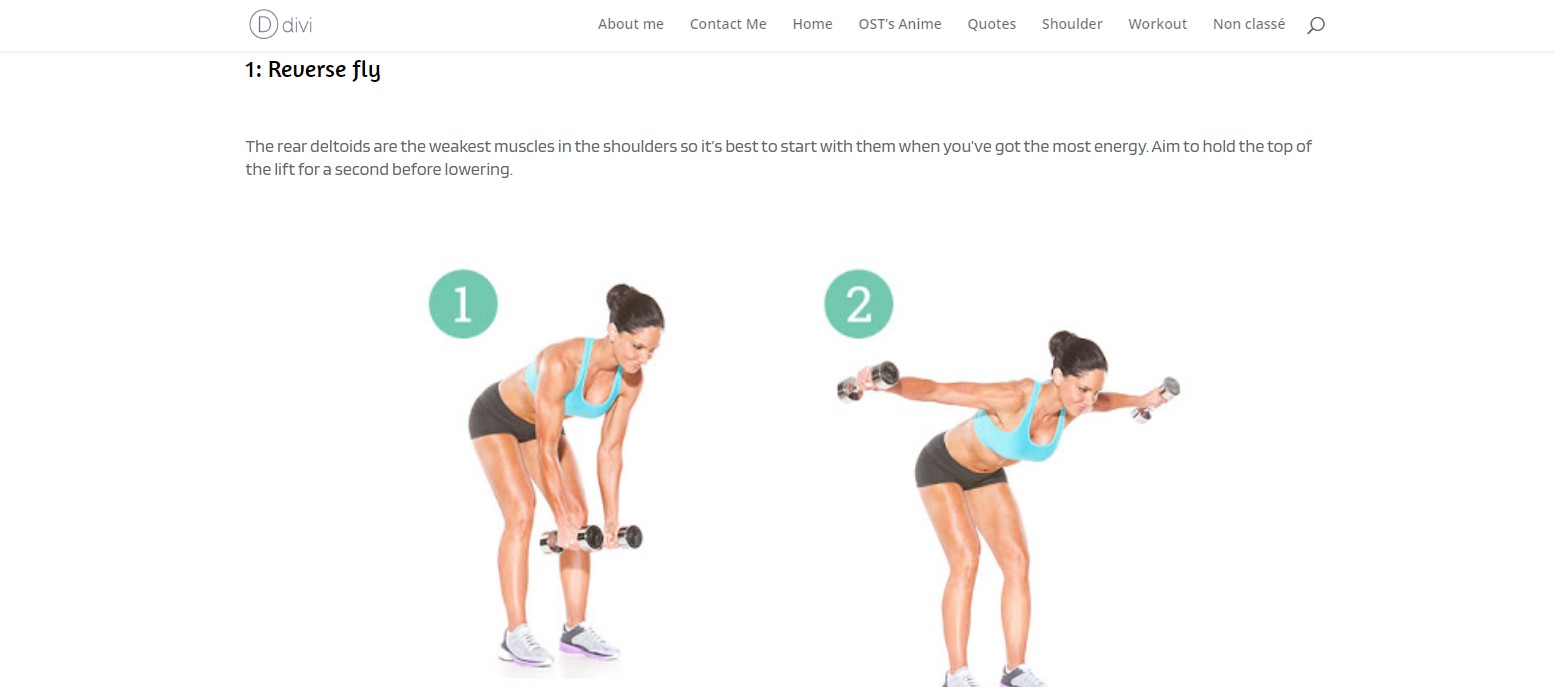 D divi
About me Contact Me Home OST's Anime Quotes Shoulder Workout Non classé
1: Reverse fly
The rear deltoids are the weakest muscles in the shoulders so it's best to start with them when you've got the most energy. Aim to hold the top of
the lift for a second before lowering.
1
2